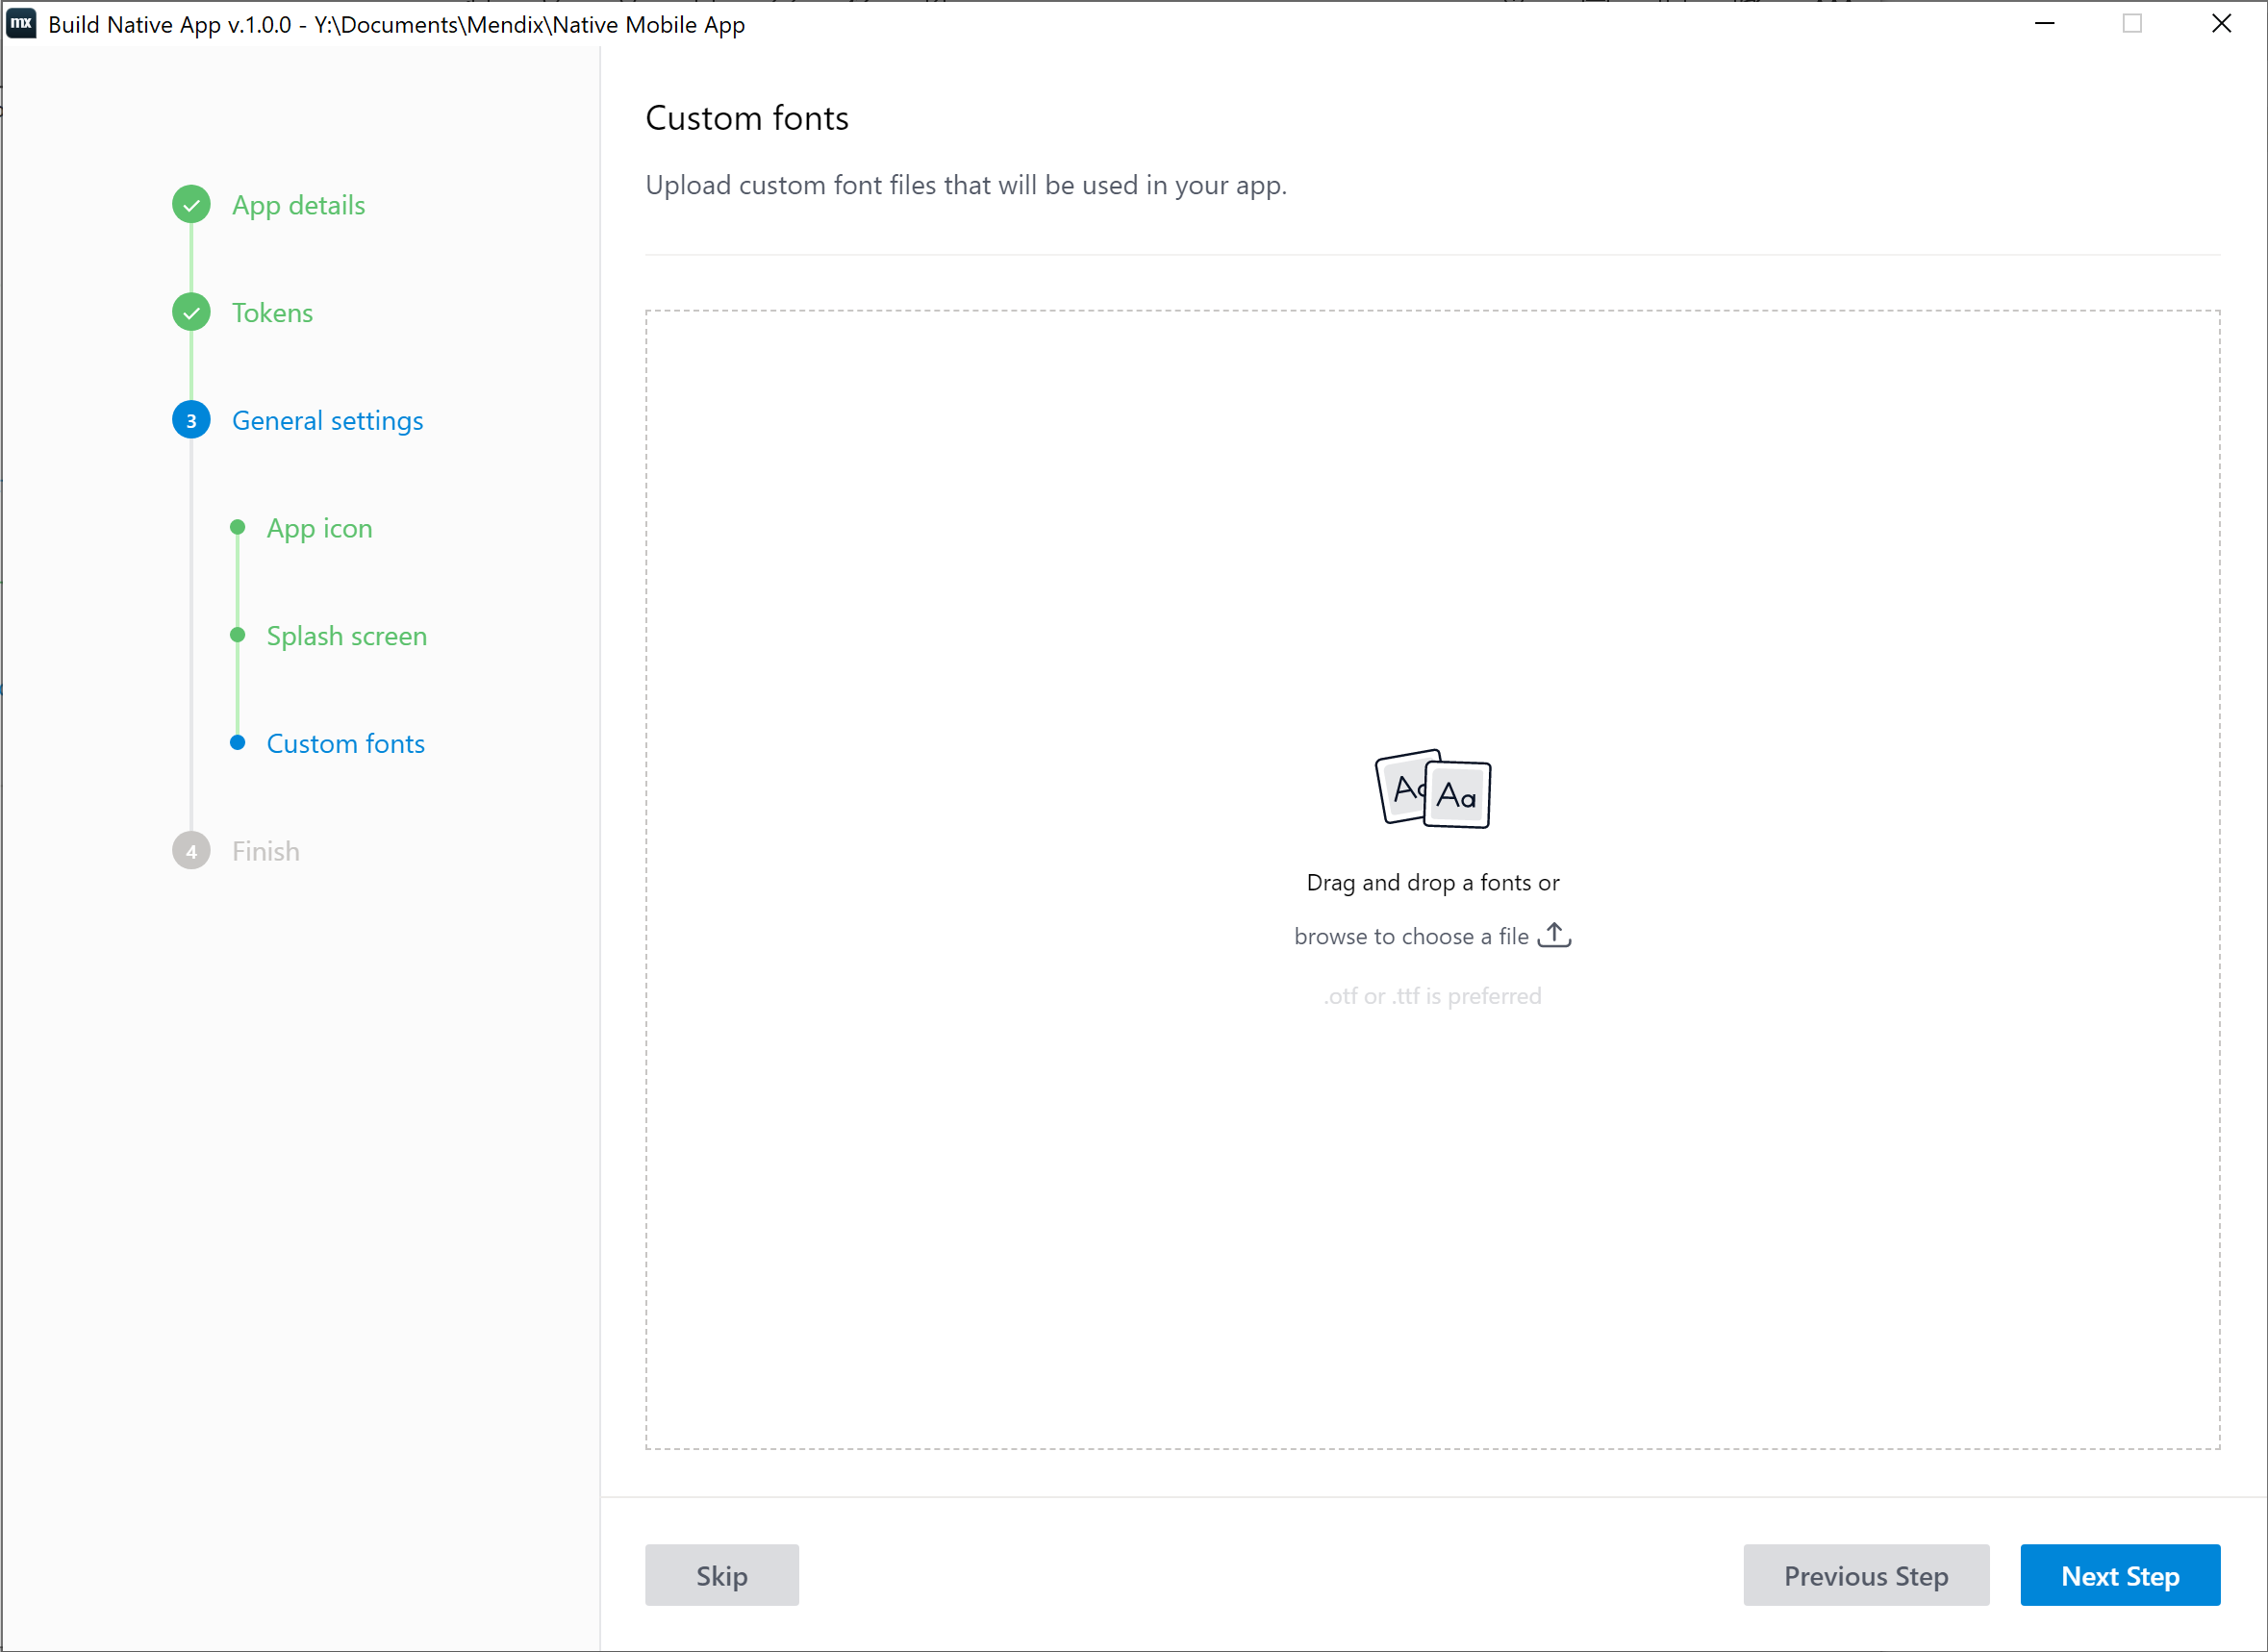 mx Build Native App v.1.0.0 - Y:\Documents\Mendix\Native Mobile App
App details
Tokens
3 General settings
App icon
Splash screen
Custom fonts
4 Finish
Custom fonts
Upload custom font files that will be used in your app.
Aa Aa
Drag and drop a fonts or
browse to choose a file
.otf or .ttf is preferred
Skip
Previous Step
Next Step